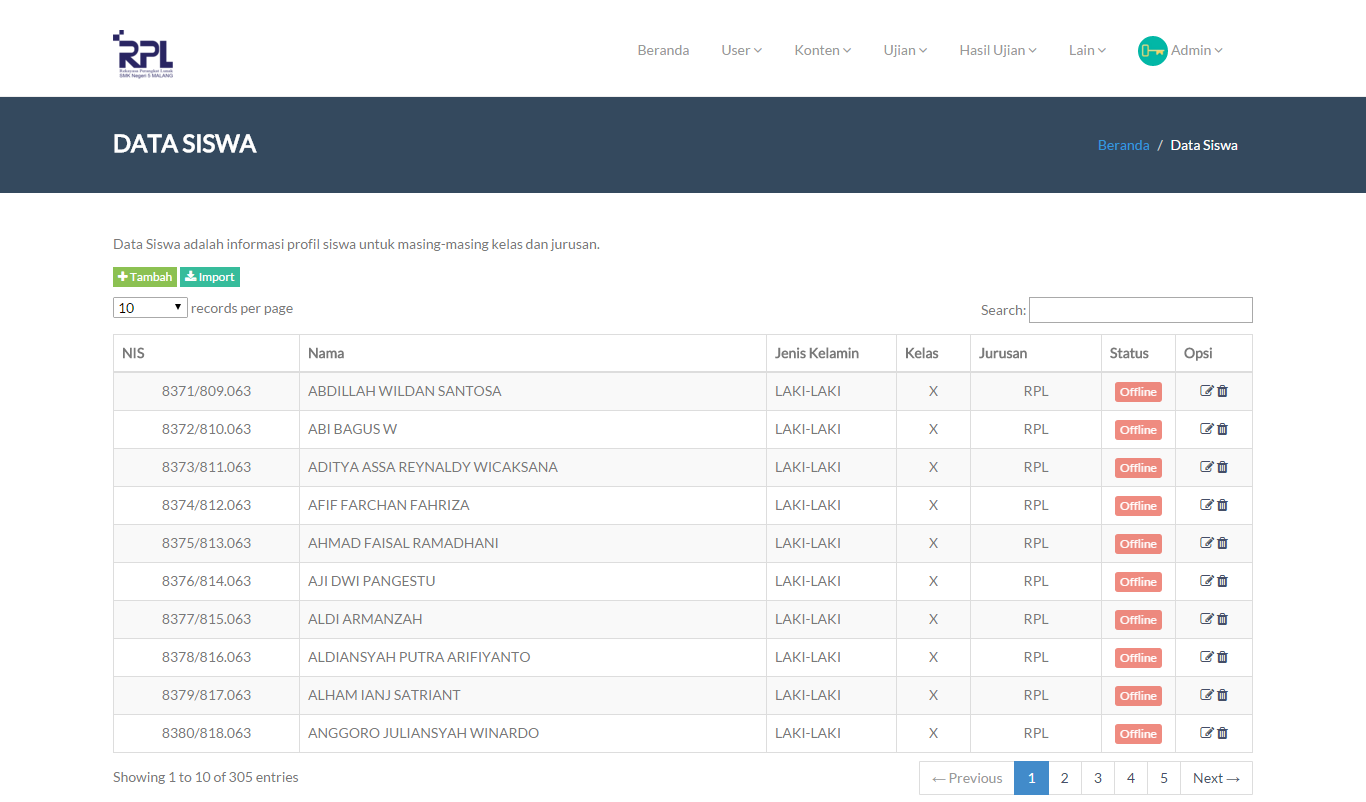 RPL
Rekayasa Perangkat Lunak
SMK Negeri 5 MALANG
Beranda User Konten Ujian Hasil Ujian Lain Admin
DATA SISWA
Beranda / Data Siswa
Data Siswa adalah informasi profil siswa untuk masing-masing kelas dan jurusan.
Tambah Import
10 records per page Search:
NIS Nama Jenis Kelamin Kelas Jurusan Status Opsi
8371/809.063 ABDILLAH WILDAN SANTOSA LAKI-LAKI X RPL Offline
8372/810.063 ABI BAGUS W LAKI-LAKI X RPL Offline
8373/811.063 ADITYA ASSA REYNALDY WICAKSANA LAKI-LAKI X RPL Offline
8374/812.063 AFIF FARCHAN FAHRIZA LAKI-LAKI X RPL Offline
8375/813.063 AHMAD FAISAL RAMADHANI LAKI-LAKI X RPL Offline
8376/814.063 AJI DWI PANGESTU LAKI-LAKI X RPL Offline
8377/815.063 ALDI ARMANZAH LAKI-LAKI X RPL Offline
8378/816.063 ALDIANSYAH PUTRA ARIFIYANTO LAKI-LAKI X RPL Offline
8379/817.063 ALHAM IANJ SATRIANT LAKI-LAKI X RPL Offline
8380/818.063 ANGGORO JULIANSYAH WINARDO LAKI-LAKI X RPL Offline
Showing 1 to 10 of 305 entries ← Previous 1 2 3 4 5 Next →